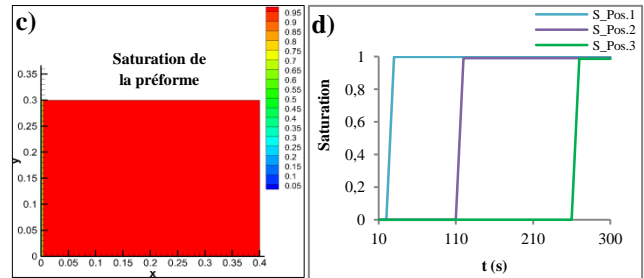 c)
Saturation de
la préforme
y
0.35
0.3
0.25
0.2
0.15
0.1
0.05
0
0 0.05 0.1 0.15 0.2 0.25 0.3 0.35 0.4
x
0.95
0.9
0.85
0.8
0.75
0.7
0.65
0.6
0.55
0.5
0.45
0.4
0.35
0.3
0.25
0.2
0.15
0.1
0.05
d)
S_Pos.1
S_Pos.2
S_Pos.3
Saturation
1
0,8
0,6
0,4
0,2
0
10 110 210 300
t (s)